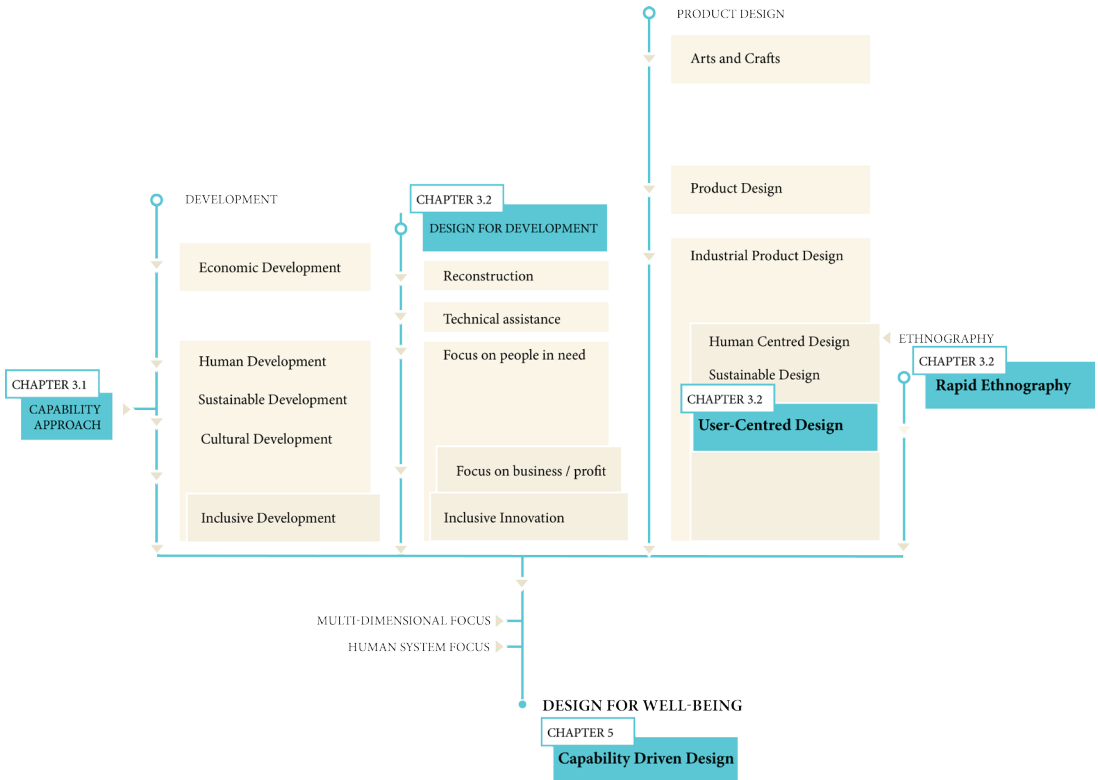 PRODUCT DESIGN
Arts and Crafts
Product Design
Industrial Product Design
Human Centred Design
Sustainable Design
CHAPTER 3.2
User-Centred Design
ETHNOGRAPHY
CHAPTER 3.2
Rapid Ethnography
DEVELOPMENT
Economic Development
Human Development
Sustainable Development
Cultural Development
Inclusive Development
CHAPTER 3.1
CAPABILITY
APPROACH
CHAPTER 3.2
DESIGN FOR DEVELOPMENT
Reconstruction
Technical assistance
Focus on people in need
Focus on business / profit
Inclusive Innovation
MULTI-DIMENSIONAL FOCUS
HUMAN SYSTEM FOCUS
DESIGN FOR WELL-BEING
CHAPTER 5
Capability Driven Design